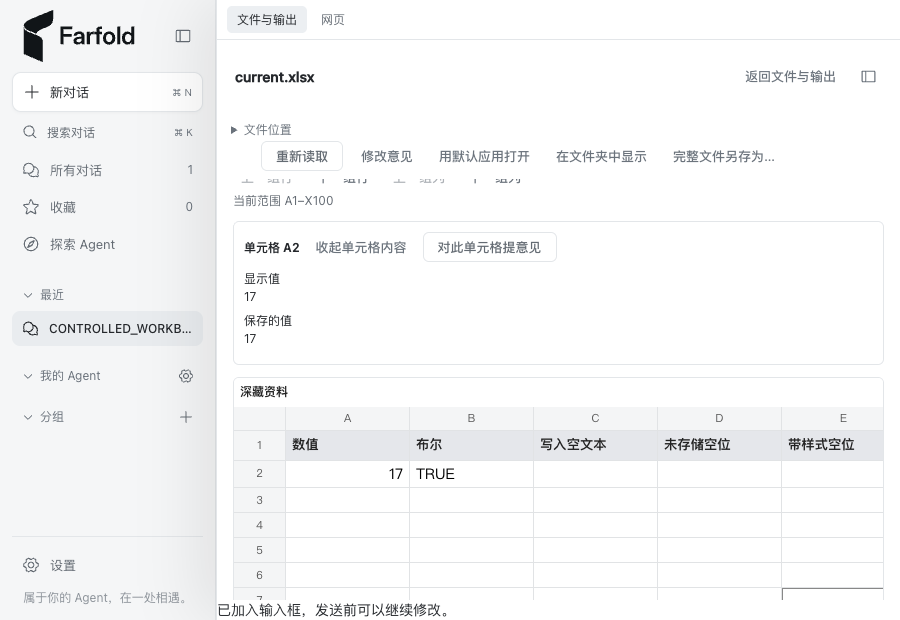 Farfold
新对话 ⌘ N
搜索对话 ⌘ K
所有对话 1
收藏 0
探索 Agent
最近
CONTROLLED_WORKB...
我的 Agent
分组
设置
属于你的 Agent，在一处相遇。
文件与输出 网页
current.xlsx 返回文件与输出
文件位置
重新读取 修改意见 用默认应用打开 在文件夹中显示 完整文件另存为...
当前范围 A1–X100
单元格 A2 收起单元格内容 对此单元格提意见
显示值
17
保存的值
17
深藏资料
A B C D E
1 数值 布尔 写入空文本 未存储空位 带样式空位
2 17 TRUE
3
4
5
6
已加入输入框，发送前可以继续修改。